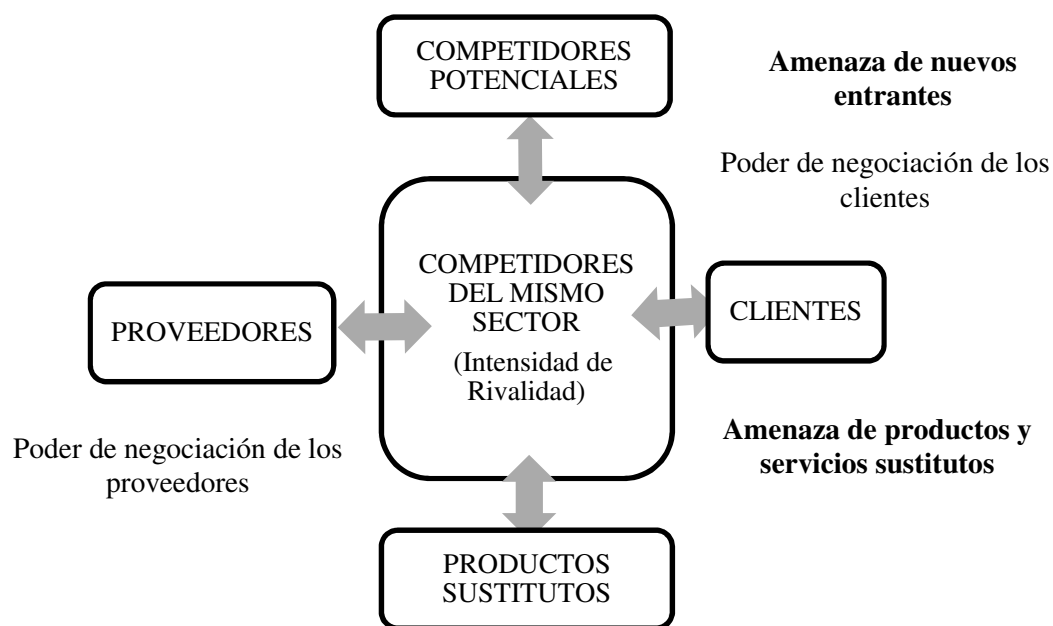 COMPETIDORES
POTENCIALES
Amenaza de nuevos
entrantes
Poder de negociación de los
clientes
COMPETIDORES
DEL MISMO
SECTOR
(Intensidad de
Rivalidad)
PROVEEDORES
CLIENTES
Poder de negociación de los
proveedores
Amenaza de productos y
servicios sustitutos
PRODUCTOS
SUSTITUTOS